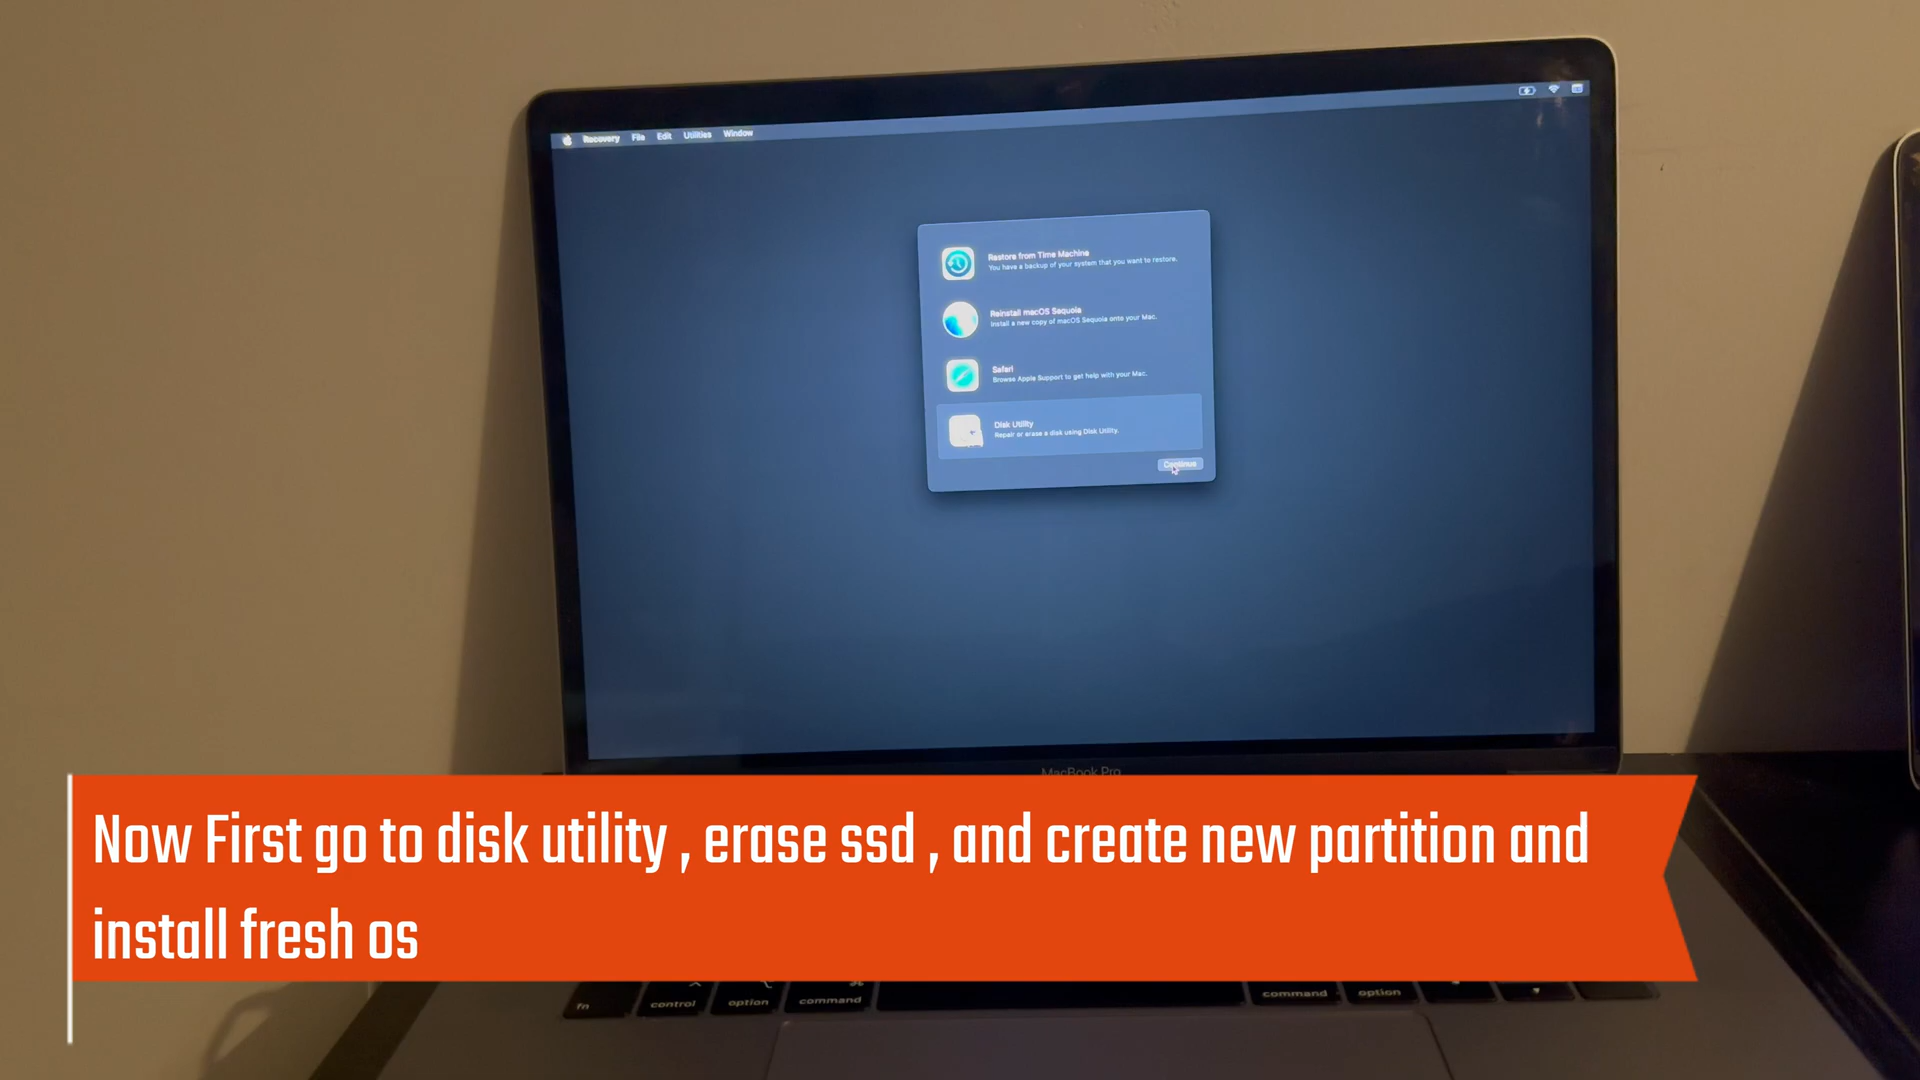 Recovery File Edit Utilities Window
Restore from Time Machine
You have a backup of your system that you want to restore.
Reinstall macOS Sequoia
Install a new copy of macOS Sequoia onto your Mac.
Safari
Browse Apple Support to get help with your Mac.
Disk Utility
Repair or erase a disk using Disk Utility.
Continue
MacBook Pro
Now First go to disk utility , erase ssd , and create new partition and
install fresh os
fn control option command command option